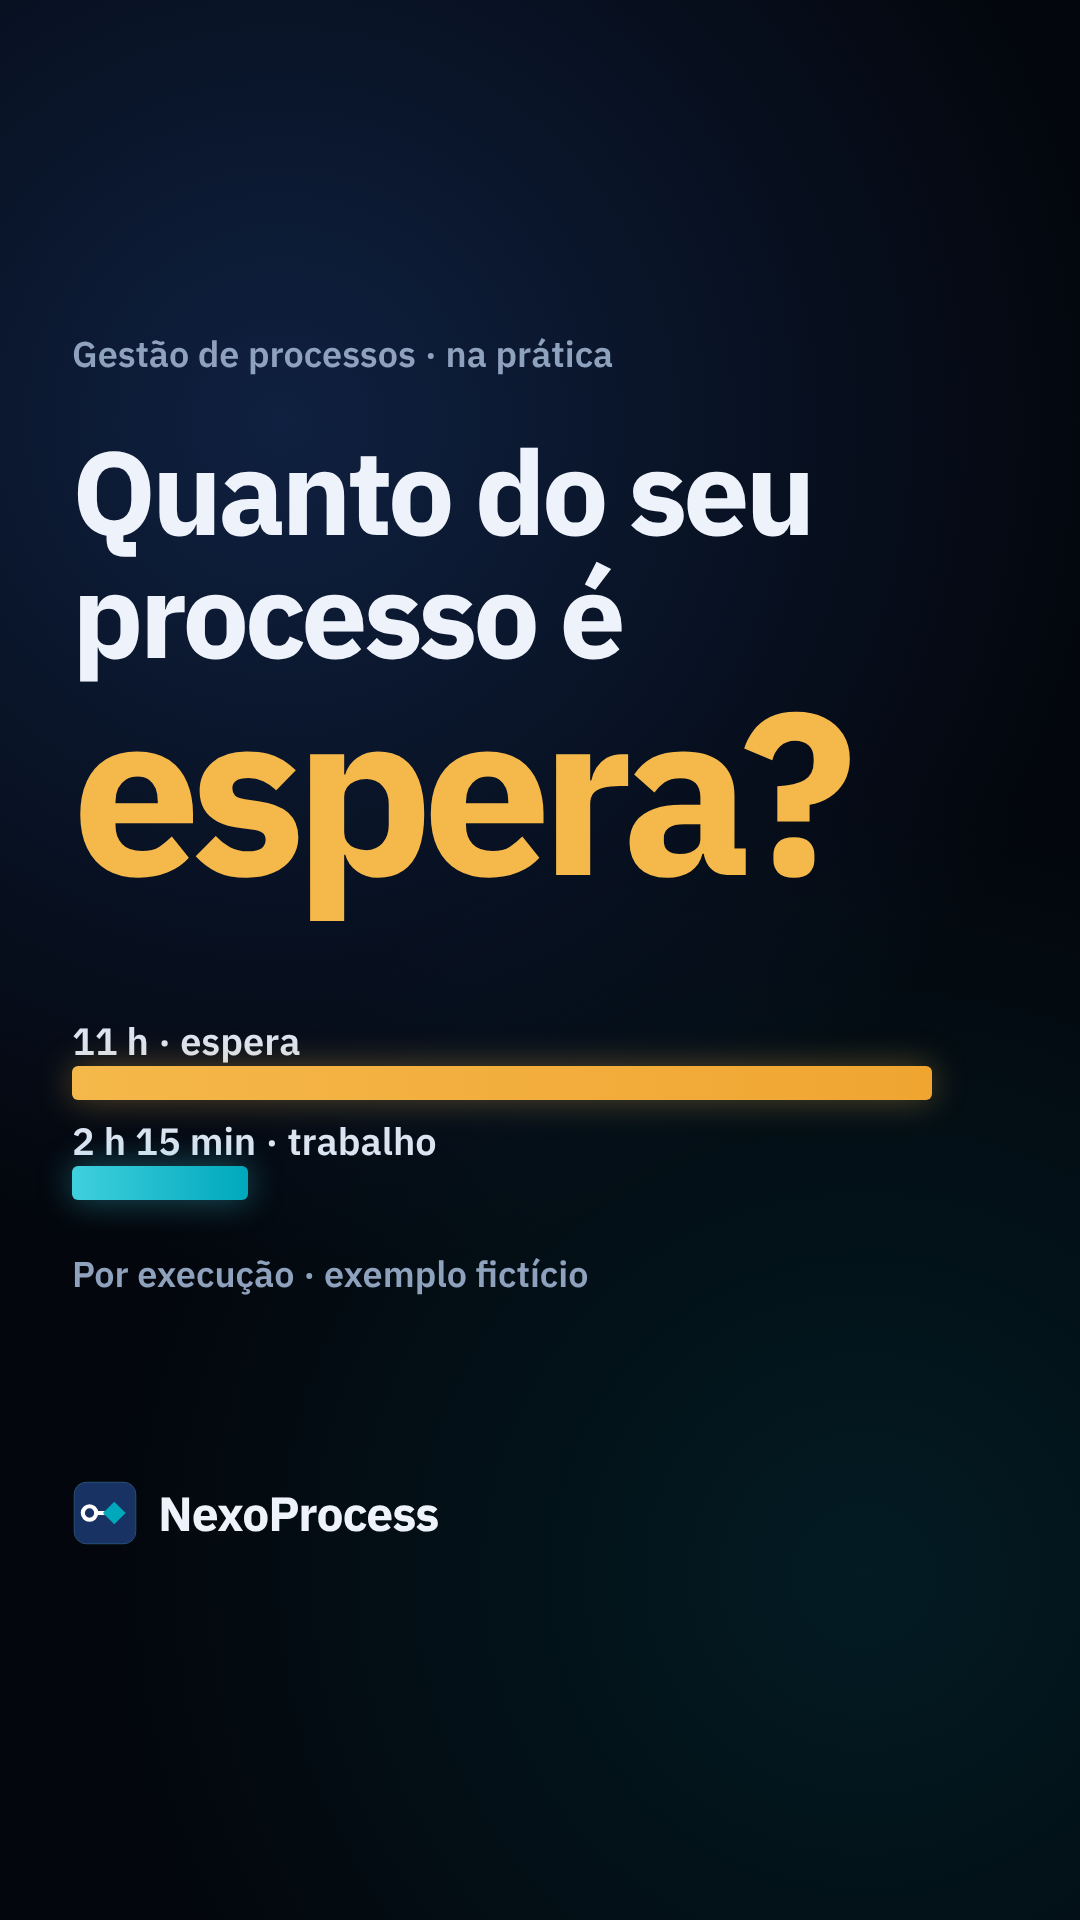 Gestão de processos · na prática
Quanto do seu
processo é
espera?
11 h · espera
2 h 15 min · trabalho
Por execução · exemplo fictício
NexoProcess